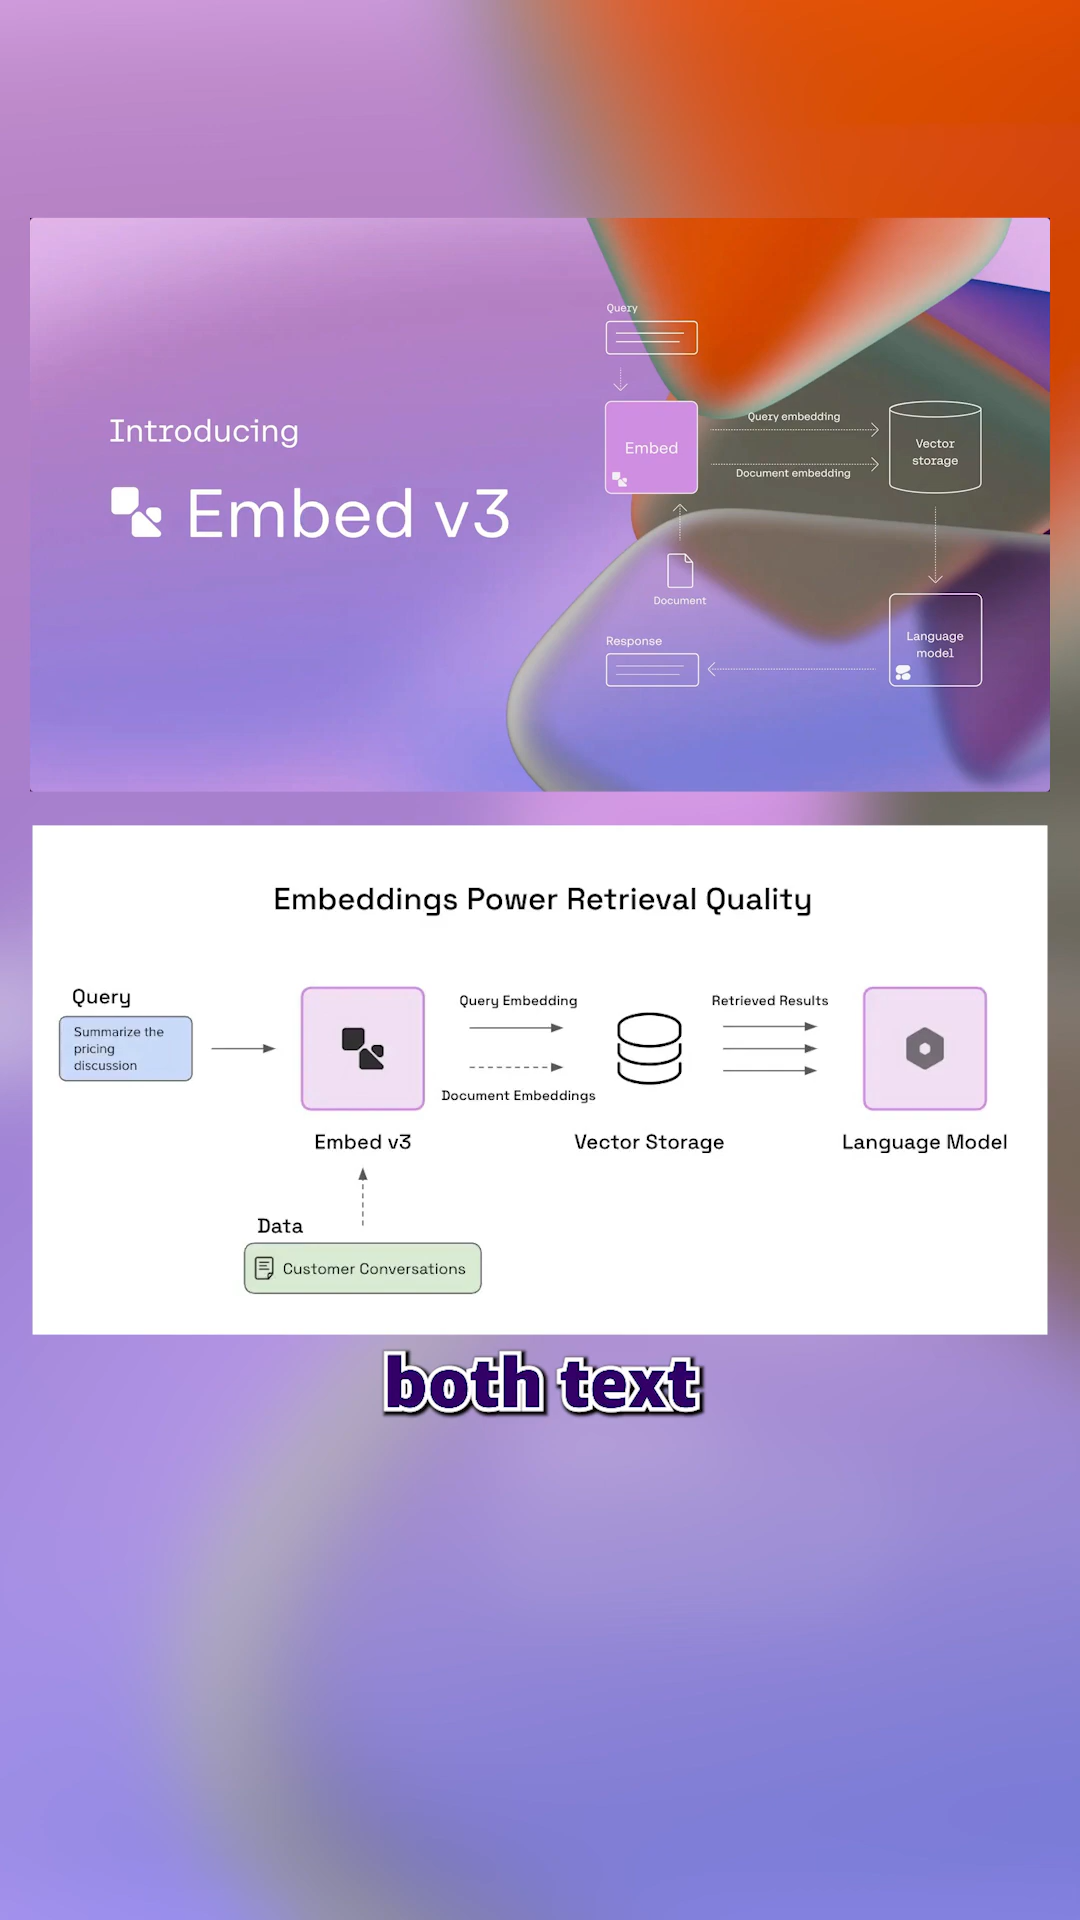 Introducing
Embed v3
Query
Embed
Query embedding
Document embedding
Vector
storage
Document
Response
Language
model
Embeddings Power Retrieval Quality
Query
Summarize the
pricing
discussion
Embed v3
Query Embedding
Document Embeddings
Vector Storage
Retrieved Results
Language Model
Data
Customer Conversations
both text